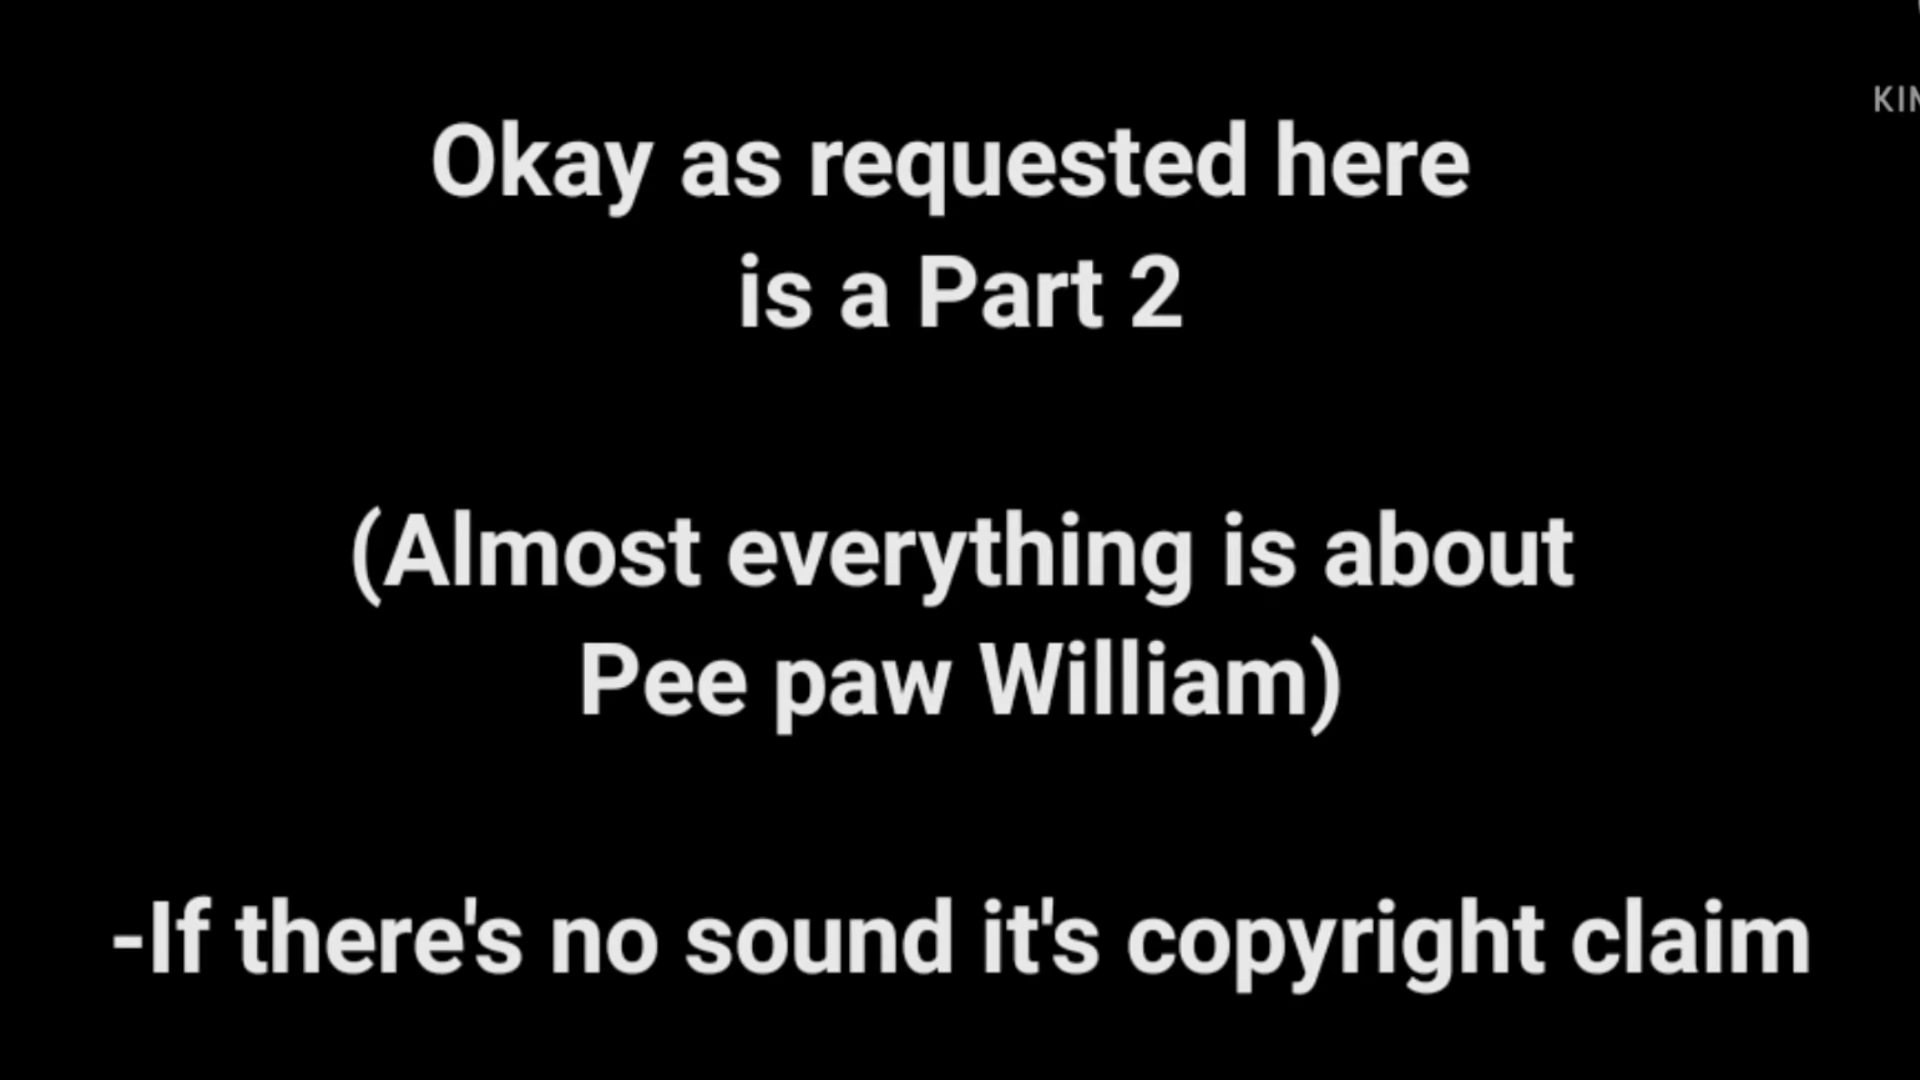 KIN
Okay as requested here
is a Part 2
(Almost everything is about
Pee paw William)
-If there's no sound it's copyright claim